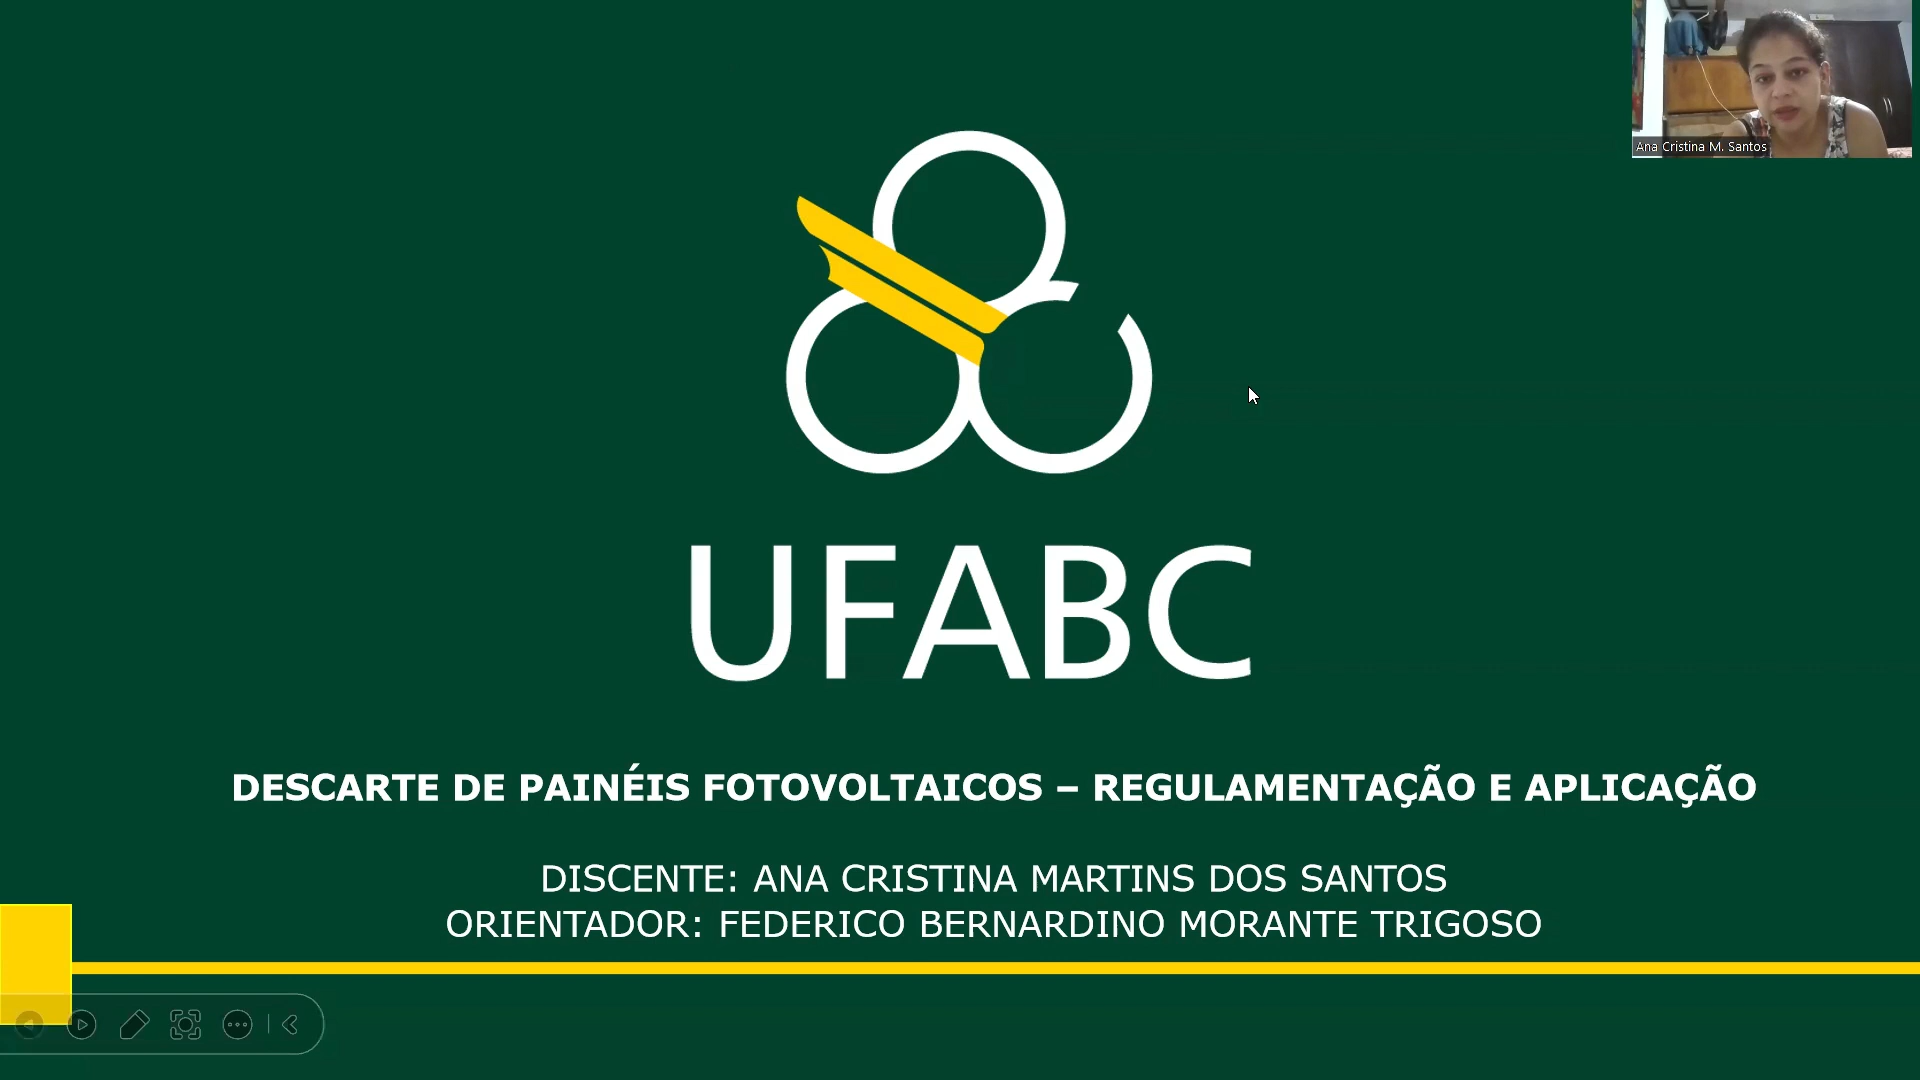 Ana Cristina M. Santos
UFABC
DESCARTE DE PAINÉIS FOTOVOLTAICOS – REGULAMENTAÇÃO E APLICAÇÃO
DISCENTE: ANA CRISTINA MARTINS DOS SANTOS
ORIENTADOR: FEDERICO BERNARDINO MORANTE TRIGOSO